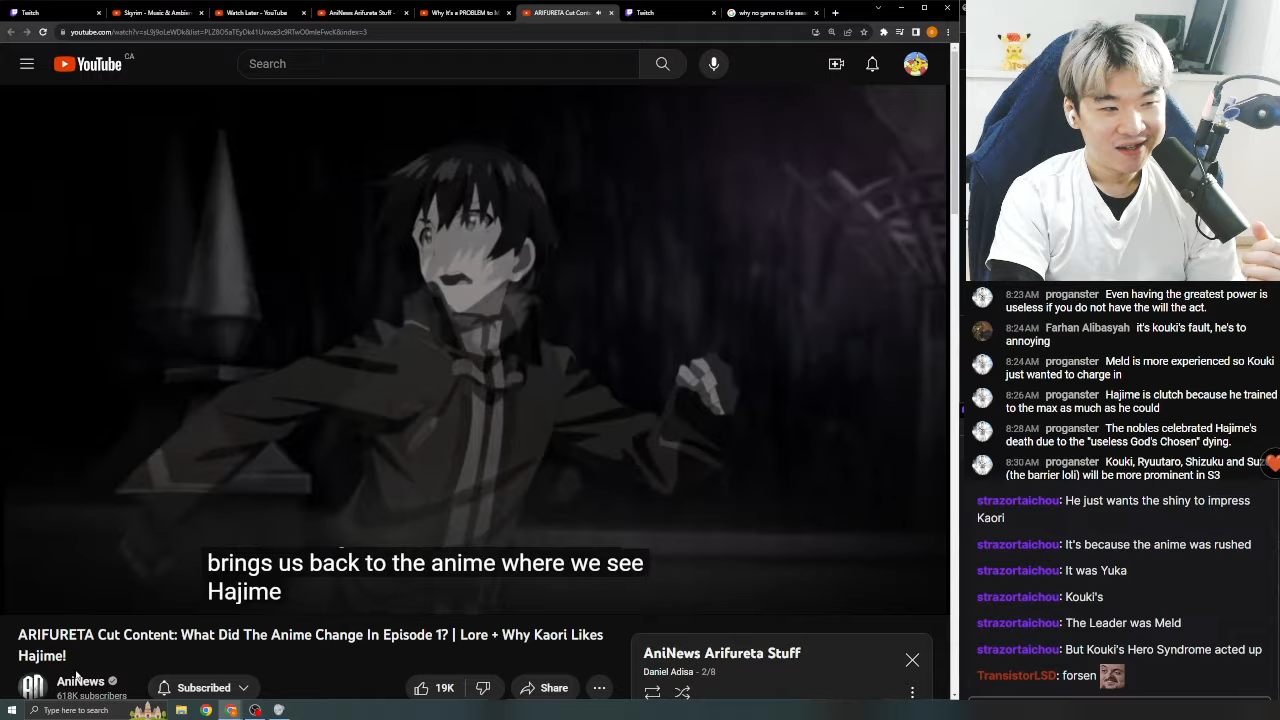 Twitch
Skyrim - Music & Ambien
Watch Later - YouTube
AniNews Arifureta Stuff -
Why It's a PROBLEM to M
ARIFURETA Cut Content:
Twitch
why no game no life seas
youtube.com/watch?v=sL9j9oLeWDk&list=PLZ8O5aTEyDk41Uvxce3c9RTwO0mIeFwcK&index=3
YouTube CA
Search
brings us back to the anime where we see
Hajime
ARIFURETA Cut Content: What Did The Anime Change In Episode 1? | Lore + Why Kaori Likes
Hajime!
AniNews
618K subscribers
Subscribed
19K
Share
AniNews Arifureta Stuff
Daniel Adisa - 2/8
Type here to search
8:23 AM proganster Even having the greatest power is
useless if you do not have the will the act.
8:24 AM Farhan Alibasyah it's kouki's fault, he's to
annoying
8:24 AM proganster Meld is more experienced so Kouki
just wanted to charge in
8:26 AM proganster Hajime is clutch because he trained
to the max as much as he could
8:28 AM proganster The nobles celebrated Hajime's
death due to the "useless God's Chosen" dying.
8:30 AM proganster Kouki, Ryuutaro, Shizuku and Suz
(the barrier loli) will be more prominent in S3
strazortaichou: He just wants the shiny to impress
Kaori
strazortaichou: It's because the anime was rushed
strazortaichou: It was Yuka
strazortaichou: Kouki's
strazortaichou: The Leader was Meld
strazortaichou: But Kouki's Hero Syndrome acted up
TransistorLSD: forsen